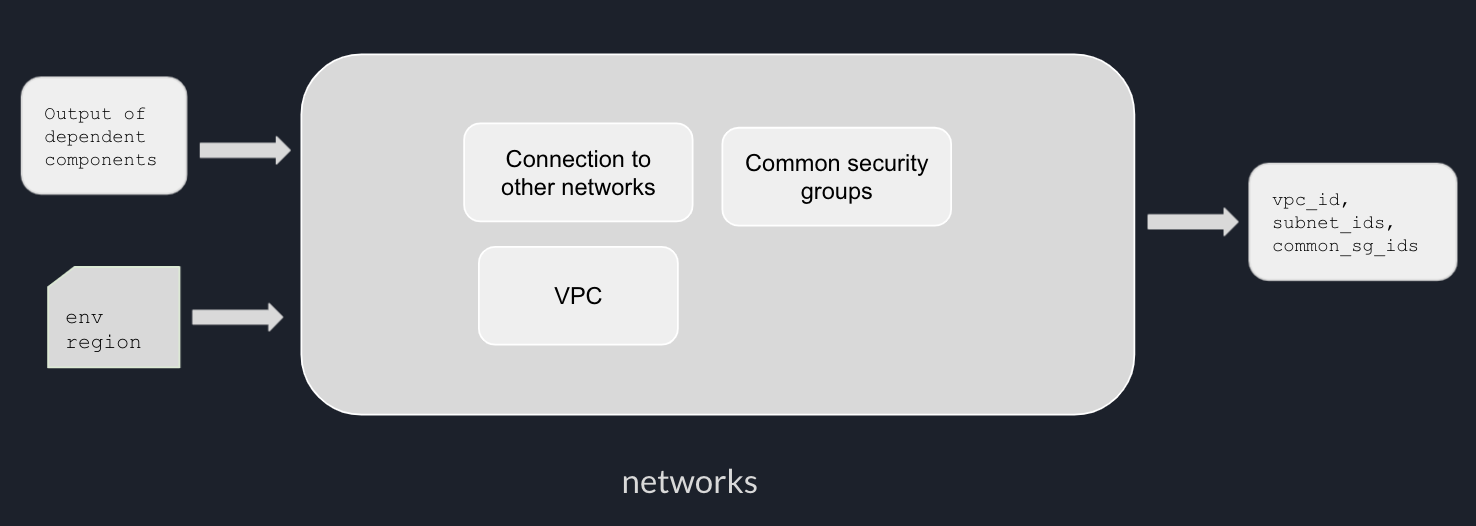 Output of
dependent
components
env
region
Connection to
other networks
Common security
groups
VPC
vpc_id,
subnet_ids,
common_sg_ids
networks